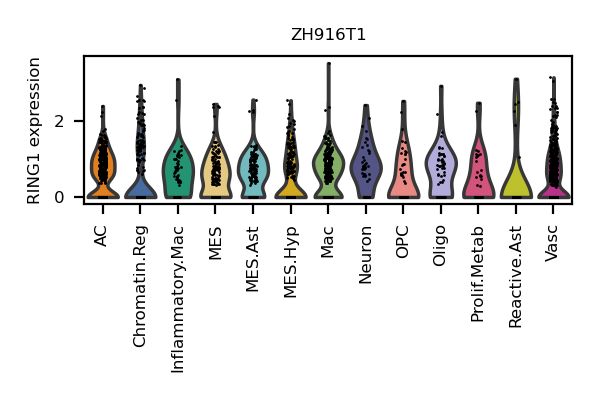 ZH916T1
RING1 expression
2
0
AC
Chromatin.Reg
Inflammatory.Mac
MES
MES.Ast
MES.Hyp
Mac
Neuron
OPC
Oligo
Prolif.Metab
Reactive.Ast
Vasc